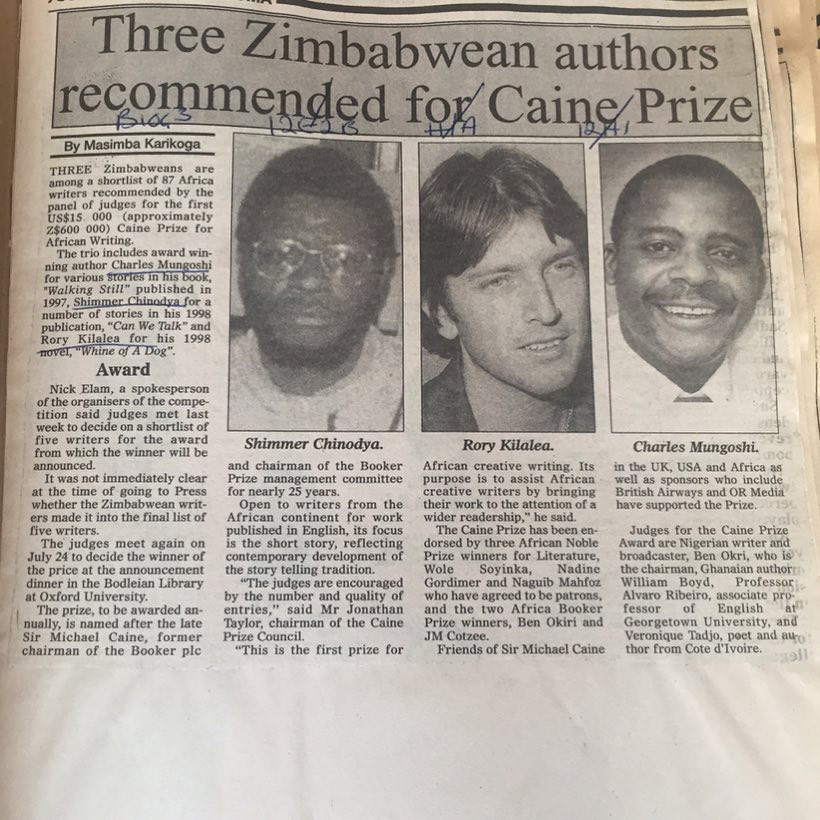 Three Zimbabwean authors
recommended for Caine Prize
By Masimba Karikoga
THREE Zimbabweans are
among a shortlist of 87 Africa
writers recommended by the
panel of judges for the first
US$15 000 (approximately
Z$600 000) Caine Prize for
African Writing.
The trio includes award win-
ning author Charles Mungoshi
for various stories in his book,
"Walking Still" published in
1997, Shimmer Chinodya for a
number of stories in his 1998
publication, "Can We Talk" and
Rory Kilalea for his 1998
novel, "Whine of A Dog".
Award
Nick Elam, a spokesperson
of the organisers of the compe-
tition said judges met last
week to decide on a shortlist of
five writers for the award
from which the winner will be
announced.
It was not immediately clear
at the time of going to Press
whether the Zimbabwean writ-
ers made it into the final list of
five writers.
The judges meet again on
July 24 to decide the winner of
the price at the announcement
dinner in the Bodleian Library
at Oxford University.
The prize, to be awarded an-
nually, is named after the late
Sir Michael Caine, former
chairman of the Booker plc
Shimmer Chinodya.
and chairman of the Booker
Prize management committee
for nearly 25 years.
Open to writers from the
African continent for work
published in English, its focus
is the short story, reflecting
contemporary development of
the story telling tradition.
"The judges are encouraged
by the number and quality of
entries," said Mr Jonathan
Taylor, chairman of the Caine
Prize Council.
"This is the first prize for
Rory Kilalea.
African creative writing. Its
purpose is to assist African
creative writers by bringing
their work to the attention of a
wider readership," he said.
The Caine Prize has been en-
dorsed by three African Noble
Prize winners for Literature,
Wole Soyinka, Nadine
Gordimer and Naguib Mahfoz
who have agreed to be patrons,
and the two Africa Booker
Prize winners, Ben Okiri and
JM Cotzee.
Friends of Sir Michael Caine
Charles Mungoshi.
in the UK, USA and Africa as
well as sponsors who include
British Airways and OR Media
have supported the Prize.
Judges for the Caine Prize
Award are Nigerian writer and
broadcaster, Ben Okri, who is
the chairman, Ghanaian author
William Boyd, Professor
Alvaro Ribeiro, associate pro-
fessor of English at
Georgetown University, and
Veronique Tadjo, poet and au-
thor from Cote d'Ivoire.